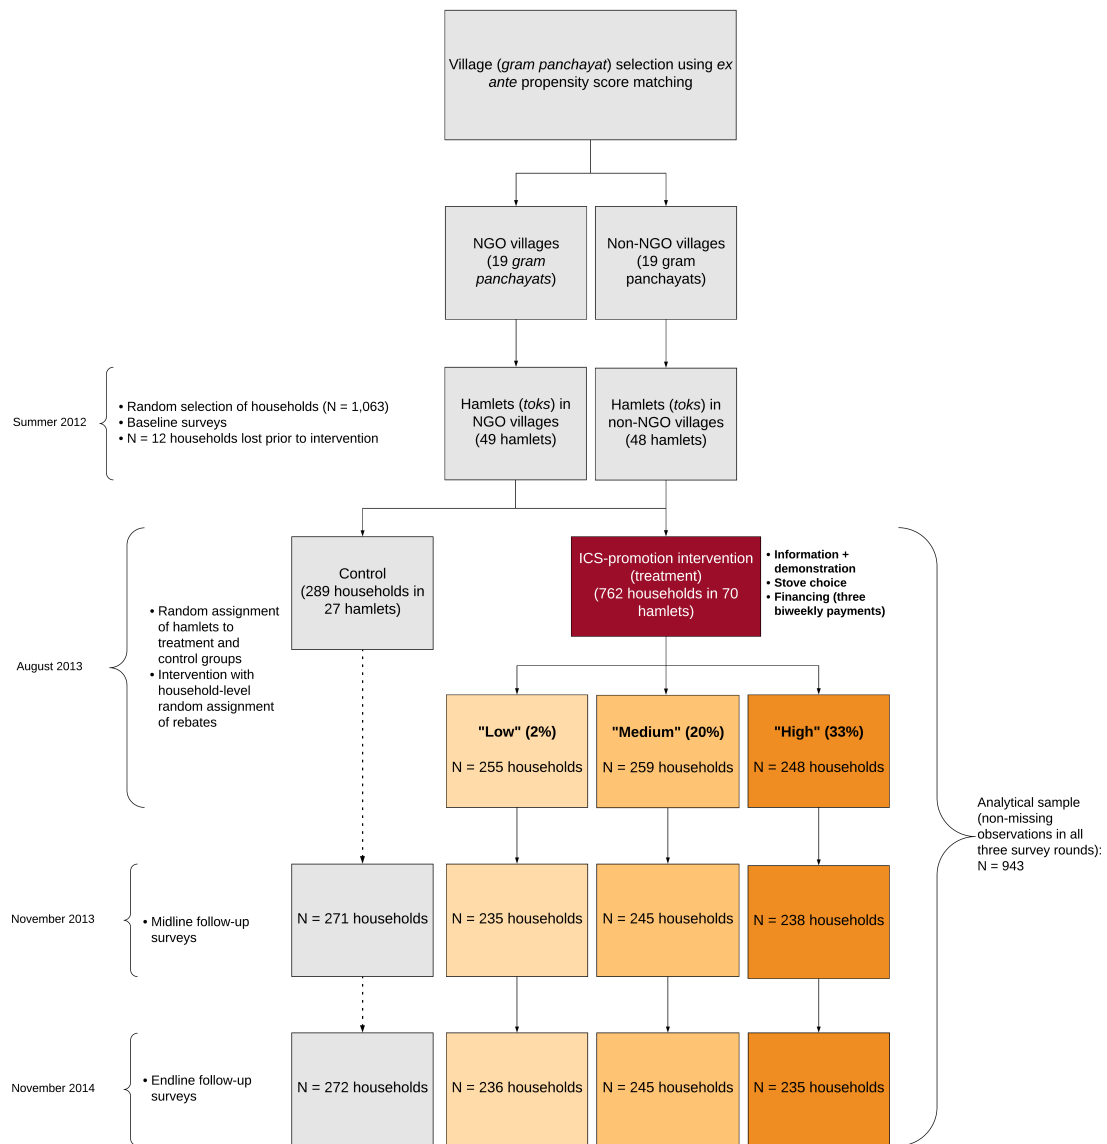 Village (gram panchayat) selection using ex
ante propensity score matching
NGO villages
(19 gram
panchayats)
Non-NGO villages
(19 gram
panchayats)
Summer 2012
• Random selection of households (N = 1,063)
• Baseline surveys
• N = 12 households lost prior to intervention
Hamlets (toks) in
NGO villages
(49 hamlets)
Hamlets (toks) in
non-NGO villages
(48 hamlets)
August 2013
• Random assignment
of hamlets to
treatment and
control groups
• Intervention with
household-level
random assignment
of rebates
Control
(289 households in
27 hamlets)
ICS-promotion intervention
(treatment)
(762 households in 70
hamlets)
• Information +
demonstration
• Stove choice
• Financing (three
biweekly payments)
"Low" (2%)
N = 255 households
"Medium" (20%)
N = 259 households
"High" (33%)
N = 248 households
Analytical sample
(non-missing
observations in all
three survey rounds):
N = 943
November 2013
• Midline follow-up
surveys
N = 271 households
N = 235 households
N = 245 households
N = 238 households
November 2014
• Endline follow-up
surveys
N = 272 households
N = 236 households
N = 245 households
N = 235 households